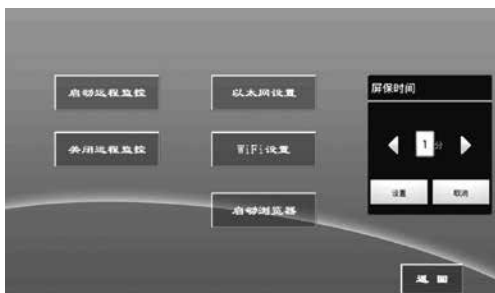 启动远程监控
以太网设置
屏保时间
关闭远程监控
WiFi设置
1分
设置
取消
启动浏览器
返 回